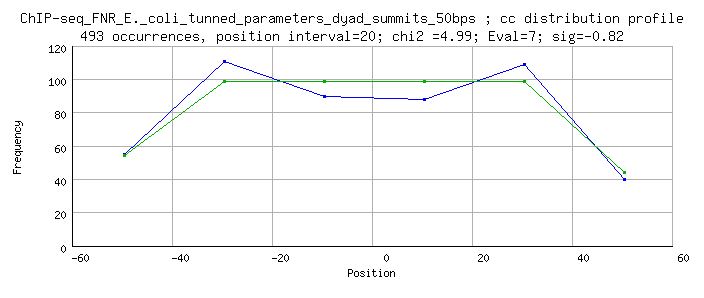 ChIP-seq_FNR_E._coli_tunned_parameters_dyad_summits_50bps ; cc distribution profile
493 occurrences, position interval=20; chi2 =4.99; Eval=7; sig=-0.82
120
100
80
60
40
20
0
Frequency
-60 -40 -20 0 20 40 60
Position